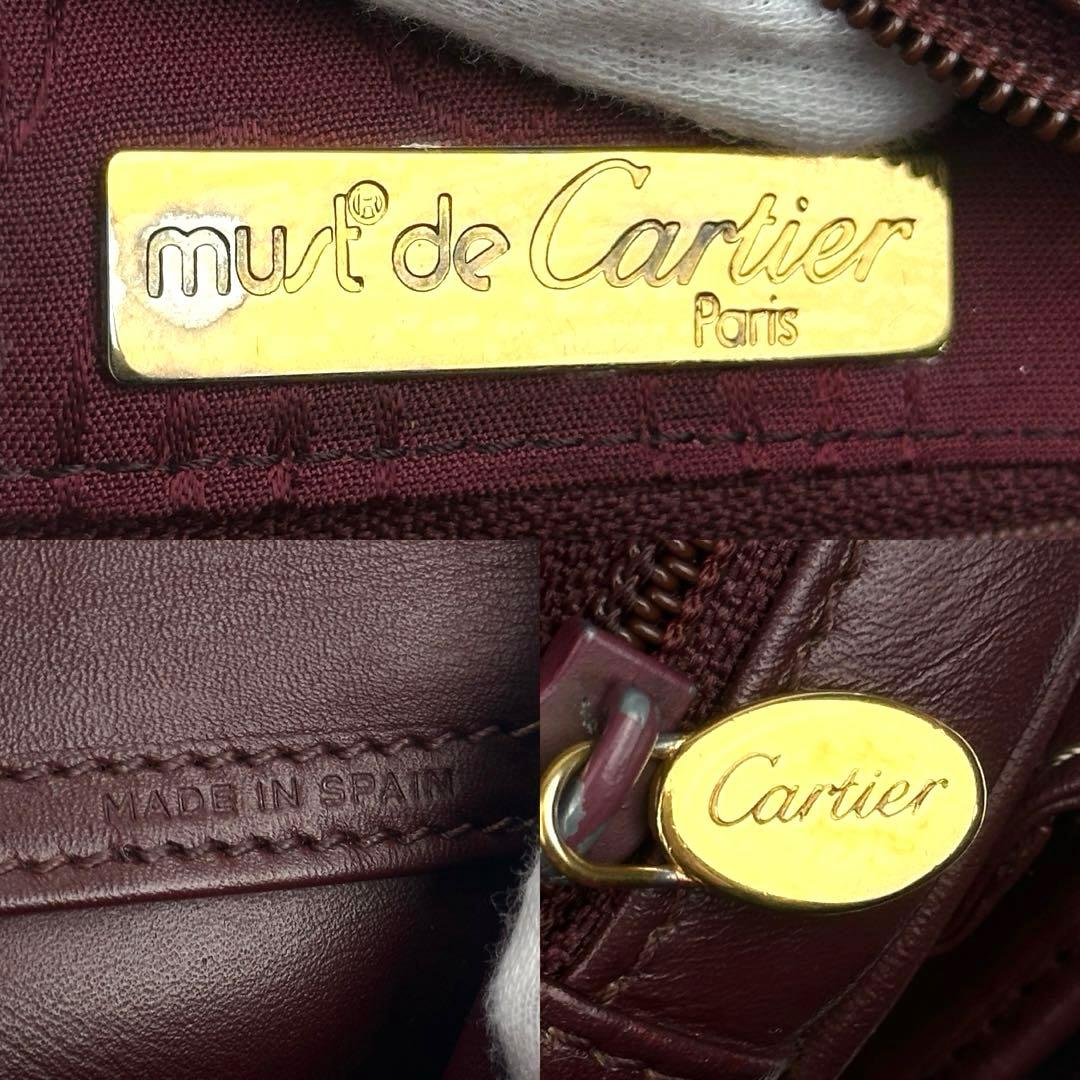 must® de Cartier
Paris
MADE IN SPAIN
Cartier